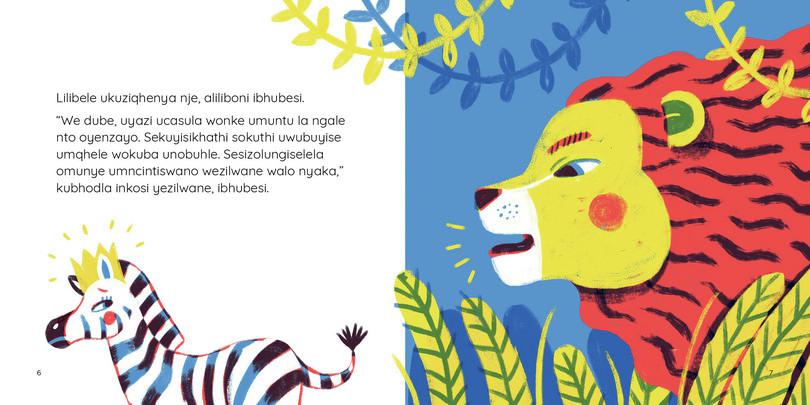 Lilibele ukuziqhenya nje, aliliboni ibhubesi.
“We dube, uyazi ucasula wonke umuntu la ngale
nto oyenzayo. Sekuyisikhathi sokuthi uwubuyise
umqhele wokuba unobuhle. Sesizolungiselela
omunye umncintiswano wezilwane walo nyaka,”
kubhodla inkosi yezilwane, ibhubesi.
6
7